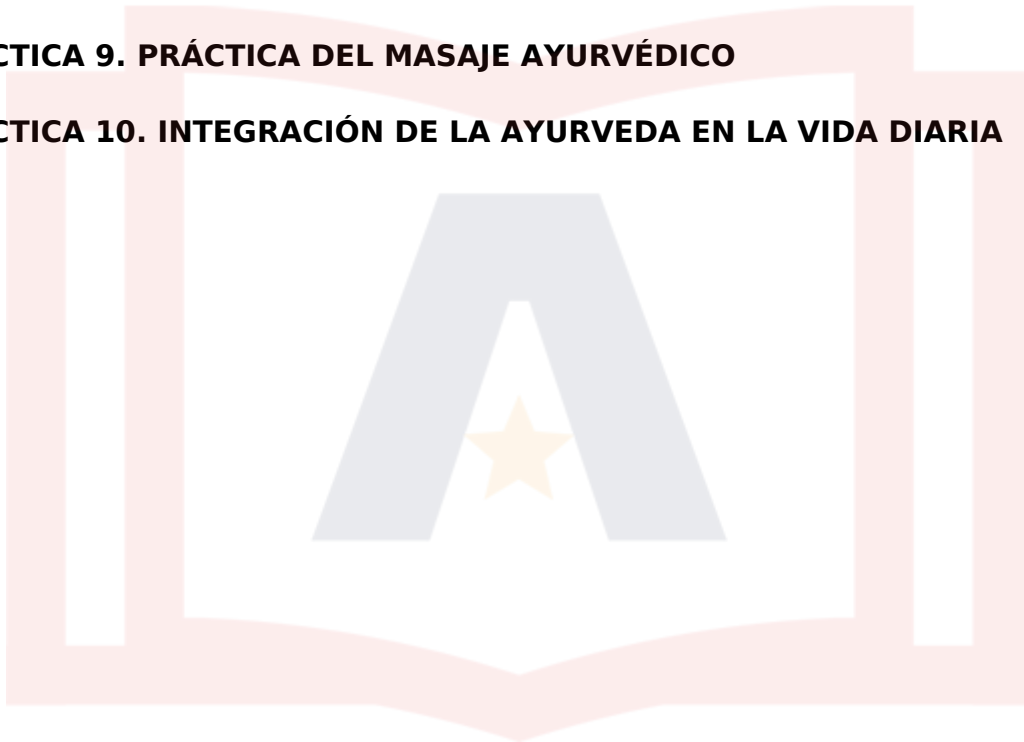 CTICA 9. PRÁCTICA DEL MASAJE AYURVÉDICO
CTICA 10. INTEGRACIÓN DE LA AYURVEDA EN LA VIDA DIARIA